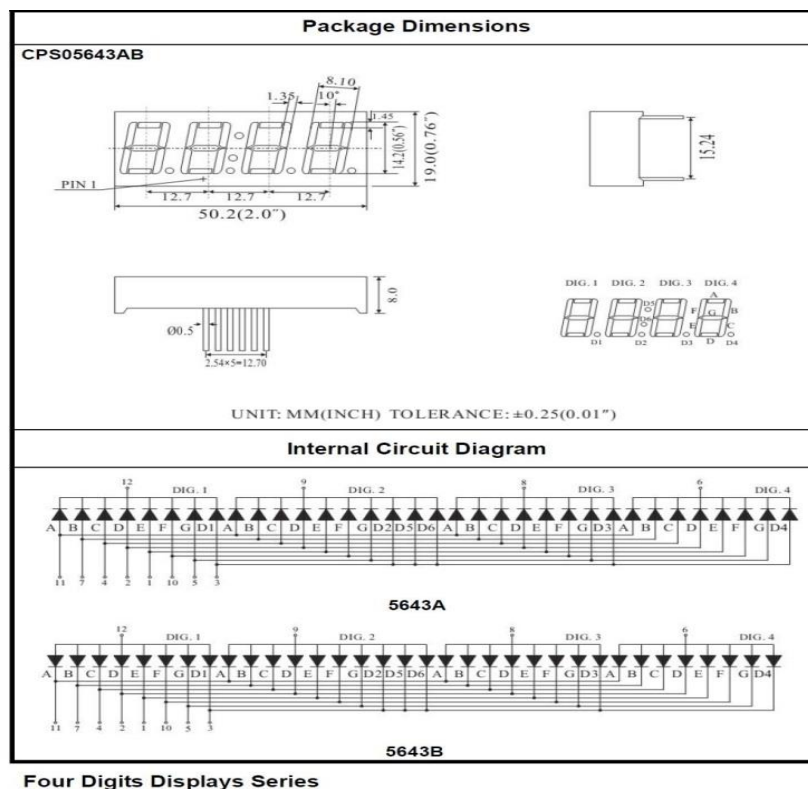 Package Dimensions
CPS05643AB
8.10
1.35 10°
1.45
14.2(0.56")
19.0(0.76")
PIN 1
12.7 12.7 12.7
50.2(2.0")
15.24
8.0
Ø0.5
2.54×5=12.70
DIG. 1 DIG. 2 DIG. 3 DIG. 4
A
D5 F G B
D6 E C
D1 D2 D3 D D4
UNIT: MM(INCH) TOLERANCE: ±0.25(0.01")
Internal Circuit Diagram
12 DIG. 1 9 DIG. 2 8 DIG. 3 6 DIG. 4
A B C D E F G D1 A B C D E F G D2 D5 D6 A B C D E F G D3 A B C D E F G D4
11 7 4 2 1 10 5 3
5643A
12 DIG. 1 9 DIG. 2 8 DIG. 3 6 DIG. 4
A B C D E F G D1 A B C D E F G D2 D5 D6 A B C D E F G D3 A B C D E F G D4
11 7 4 2 1 10 5 3
5643B
Four Digits Displays Series